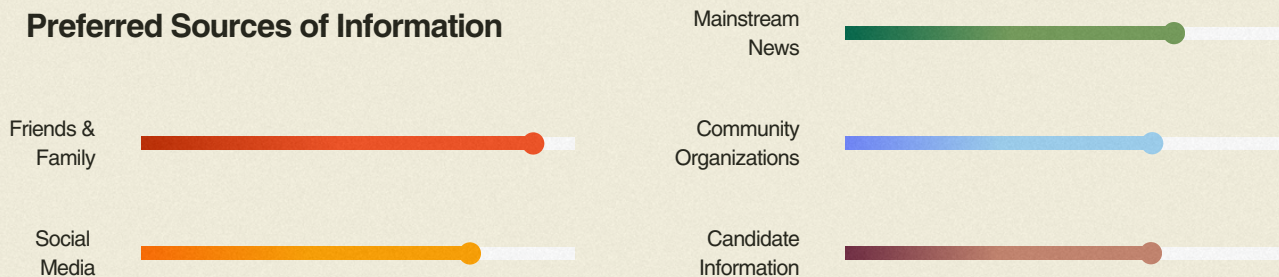 Preferred Sources of Information
Friends &
Family
Social
Media
Mainstream
News
Community
Organizations
Candidate
Information